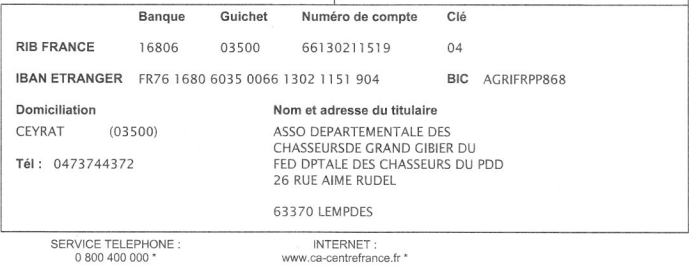 Banque Guichet Numéro de compte Clé
RIB FRANCE 16806 03500 66130211519 04
IBAN ETRANGER FR76 1680 6035 0066 1302 1151 904 BIC AGRIFRPP868
Domiciliation Nom et adresse du titulaire
CEYRAT (03500) ASSO DEPARTEMENTALE DES
CHASSEURSDE GRAND GIBIER DU
Tél : 0473744372 FED DPTALE DES CHASSEURS DU PDD
26 RUE AIME RUDEL
63370 LEMPDES
SERVICE TELEPHONE : INTERNET :
0 800 400 000 * www.ca-centrefrance.fr *